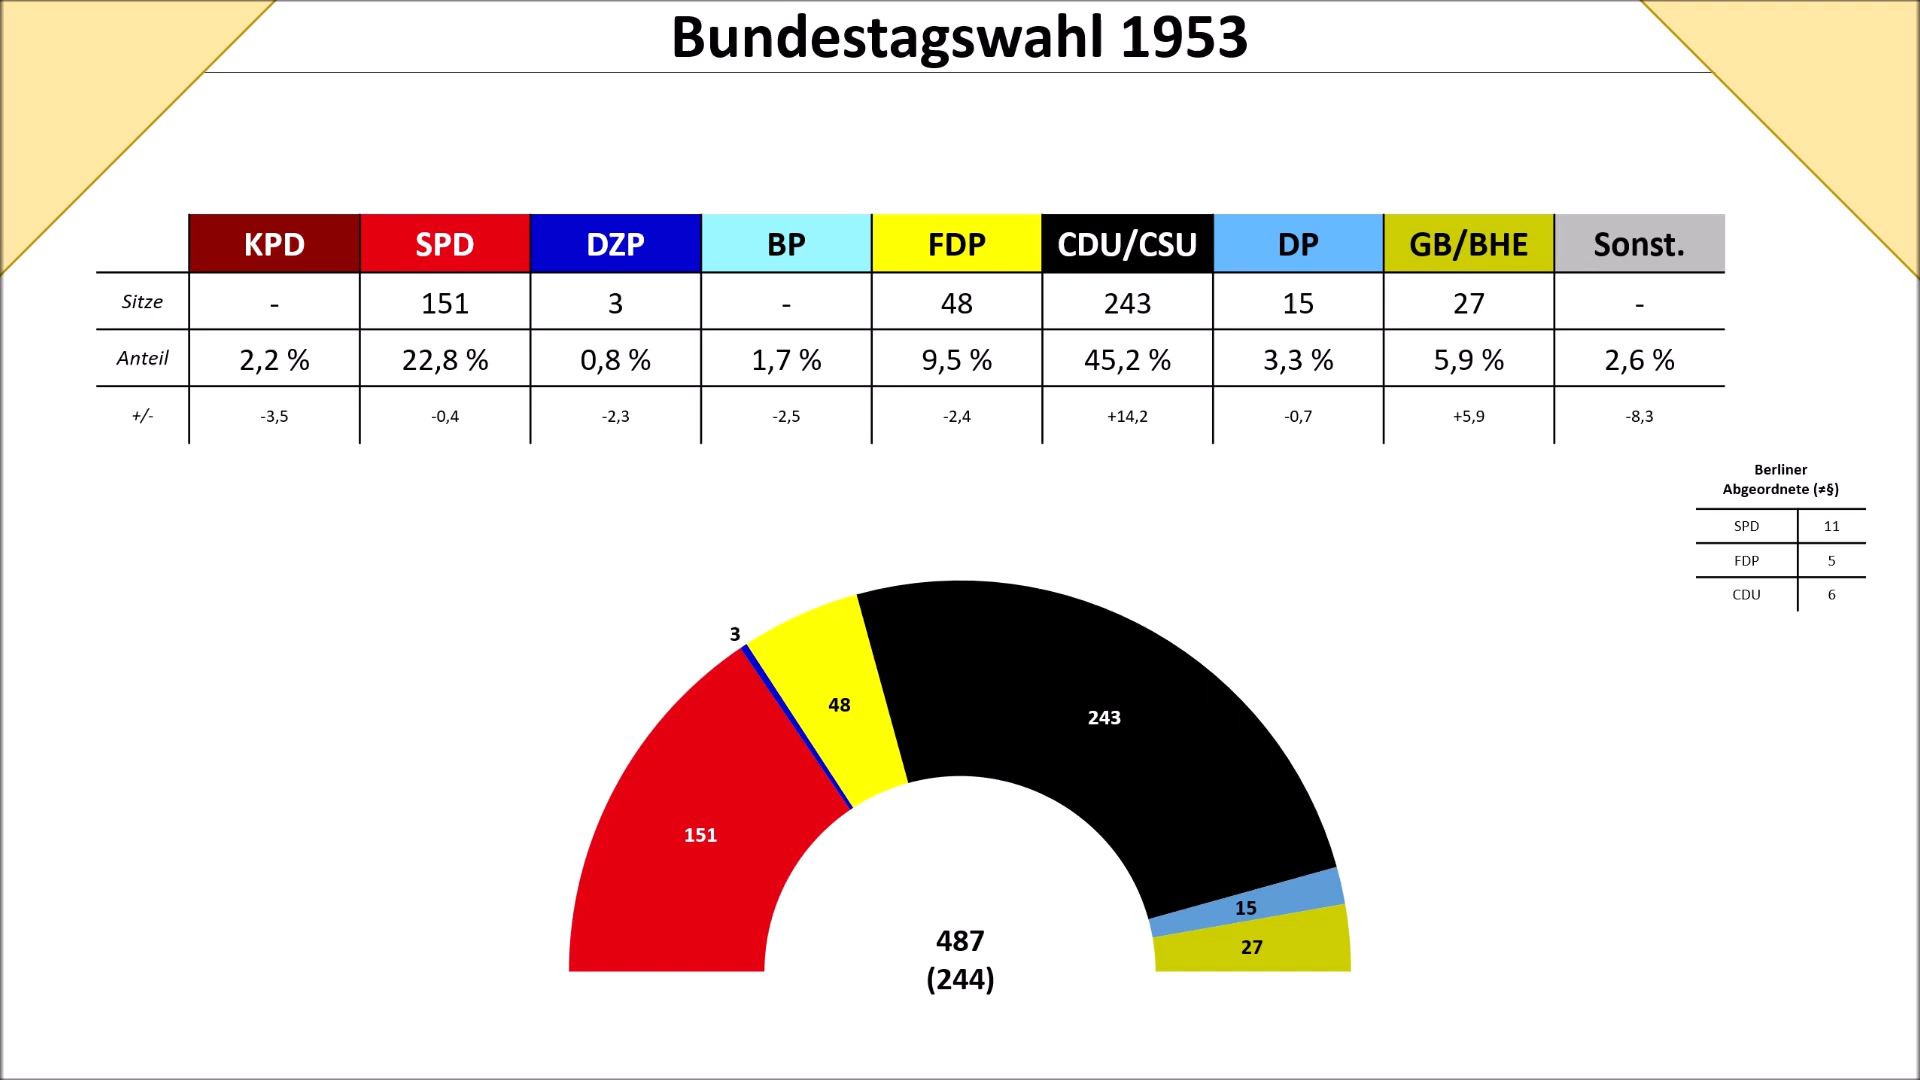 Bundestagswahl 1953
KPD SPD DZP BP FDP CDU/CSU DP GB/BHE Sonst.
Sitze - 151 3 - 48 243 15 27 -
Anteil 2,2 % 22,8 % 0,8 % 1,7 % 9,5 % 45,2 % 3,3 % 5,9 % 2,6 %
+/- -3,5 -0,4 -2,3 -2,5 -2,4 +14,2 -0,7 +5,9 -8,3
Berliner
Abgeordnete (≠§)
SPD 11
FDP 5
CDU 6
3
48
243
151
15
27
487
(244)